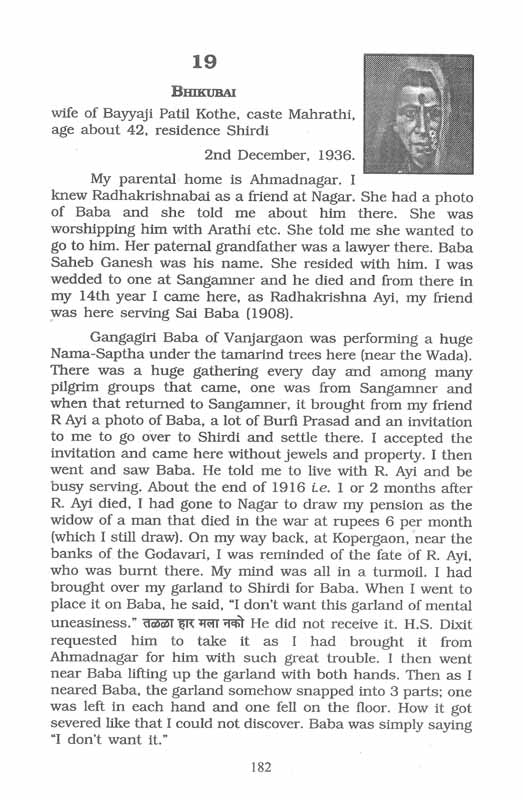 19
BHIKUBAI
wife of Bayyaji Patil Kothe, caste Mahrathi,
age about 42, residence Shirdi
2nd December, 1936.
My parental home is Ahmadnagar. I
knew Radhakrishnabai as a friend at Nagar. She had a photo
of Baba and she told me about him there. She was
worshipping him with Arathi etc. She told me she wanted to
go to him. Her paternal grandfather was a lawyer there. Baba
Saheb Ganesh was his name. She resided with him. I was
wedded to one at Sangamner and he died and from there in
my 14th year I came here, as Radhakrishna Ayi, my friend
was here serving Sai Baba (1908).
Gangagiri Baba of Vanjargaon was performing a huge
Nama-Saptha under the tamarind trees here (near the Wada).
There was a huge gathering every day and among many
pilgrim groups that came, one was from Sangamner and
when that returned to Sangamner, it brought from my friend
R Ayi a photo of Baba, a lot of Burfi Prasad and an invitation
to me to go over to Shirdi and settle there. I accepted the
invitation and came here without jewels and property. I then
went and saw Baba. He told me to live with R. Ayi and be
busy serving. About the end of 1916 i.e. 1 or 2 months after
R. Ayi died, I had gone to Nagar to draw my pension as the
widow of a man that died in the war at rupees 6 per month
(which I still draw). On my way back, at Kopergaon, near the
banks of the Godavari, I was reminded of the fate of R. Ayi,
who was burnt there. My mind was all in a turmoil. I had
brought over my garland to Shirdi for Baba. When I went to
place it on Baba, he said, "I don't want this garland of mental
uneasiness." तळळा हार मला नको He did not receive it. H.S. Dixit
requested him to take it as I had brought it from
Ahmadnagar for him with such great trouble. I then went
near Baba lifting up the garland with both hands. Then as I
neared Baba, the garland somehow snapped into 3 parts; one
was left in each hand and one fell on the floor. How it got
severed like that I could not discover. Baba was simply saying
"I don't want it."
182